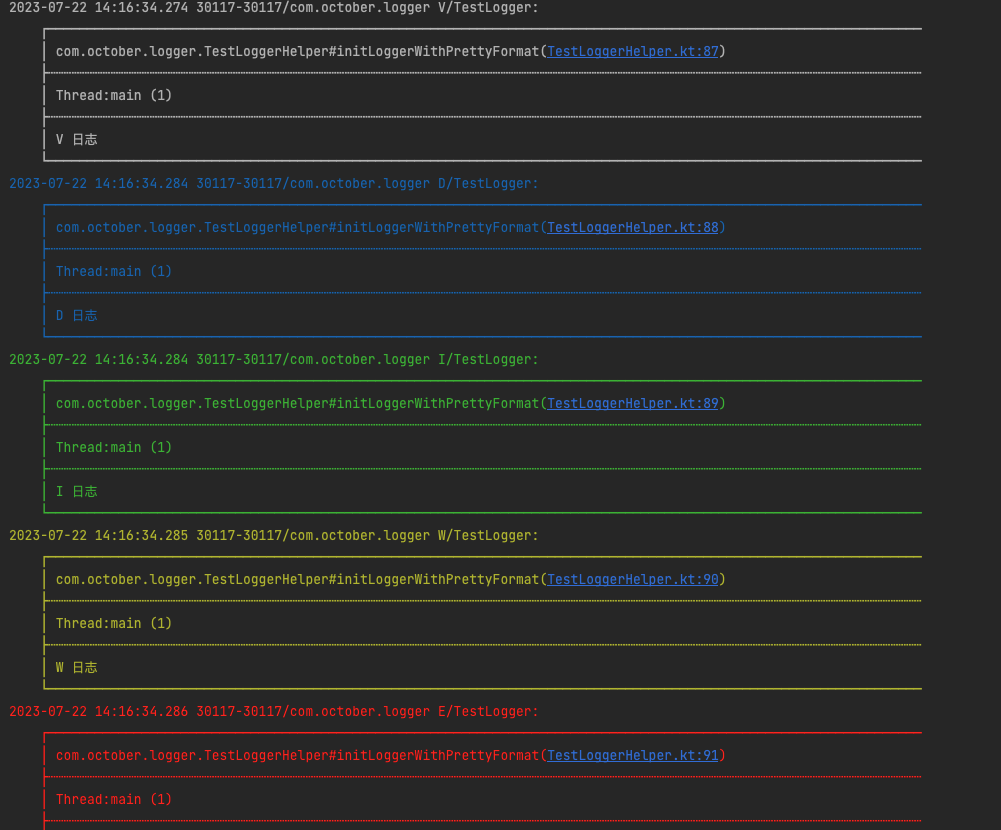 2023-07-22 14:16:34.274 30117-30117/com.october.logger V/TestLogger:
com.october.logger.TestLoggerHelper#initLoggerWithPrettyFormat(TestLoggerHelper.kt:87)
Thread:main (1)
V 日志
2023-07-22 14:16:34.284 30117-30117/com.october.logger D/TestLogger:
com.october.logger.TestLoggerHelper#initLoggerWithPrettyFormat(TestLoggerHelper.kt:88)
Thread:main (1)
D 日志
2023-07-22 14:16:34.284 30117-30117/com.october.logger I/TestLogger:
com.october.logger.TestLoggerHelper#initLoggerWithPrettyFormat(TestLoggerHelper.kt:89)
Thread:main (1)
I 日志
2023-07-22 14:16:34.285 30117-30117/com.october.logger W/TestLogger:
com.october.logger.TestLoggerHelper#initLoggerWithPrettyFormat(TestLoggerHelper.kt:90)
Thread:main (1)
W 日志
2023-07-22 14:16:34.286 30117-30117/com.october.logger E/TestLogger:
com.october.logger.TestLoggerHelper#initLoggerWithPrettyFormat(TestLoggerHelper.kt:91)
Thread:main (1)